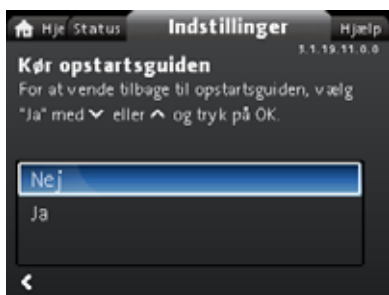 Hje Status Indstillinger Hjælp
3.1.19.11.0.0
Kør opstartsguiden
For at vende tilbage til opstartsguiden, vælg
"Ja" med eller og tryk på OK.
Nej
Ja